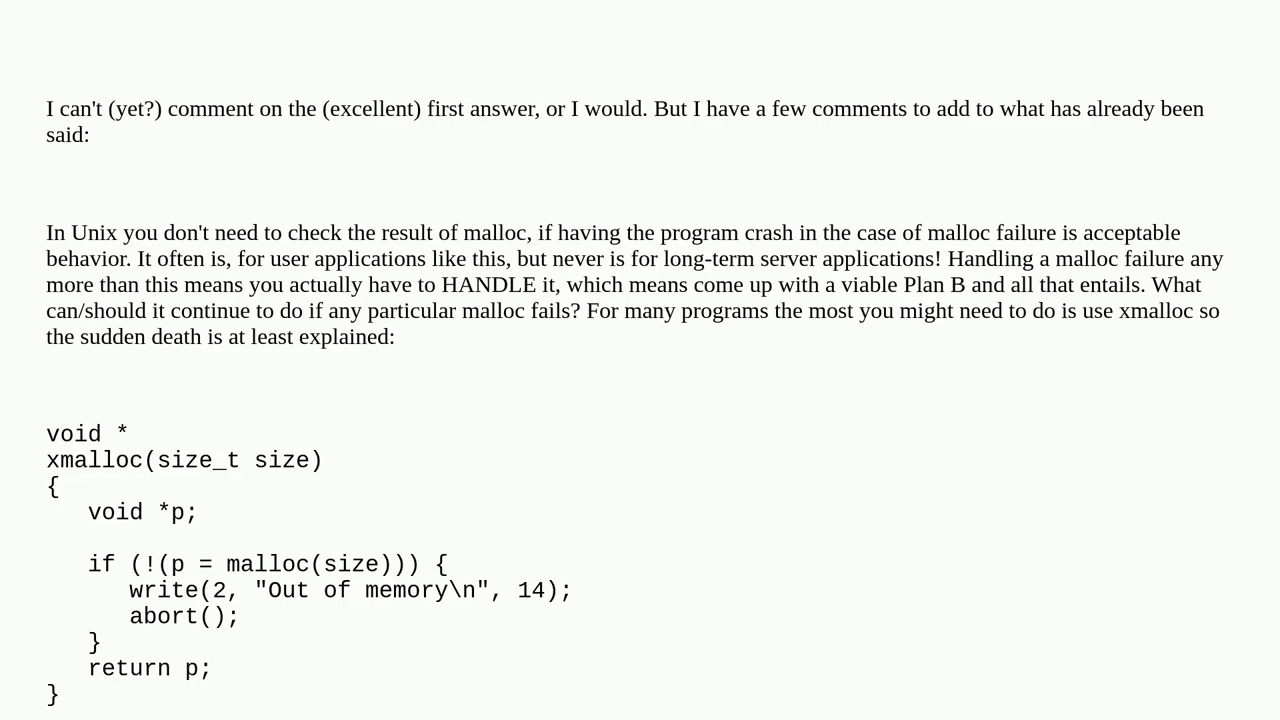 I can't (yet?) comment on the (excellent) first answer, or I would. But I have a few comments to add to what has already been
said:
In Unix you don't need to check the result of malloc, if having the program crash in the case of malloc failure is acceptable
behavior. It often is, for user applications like this, but never is for long-term server applications! Handling a malloc failure any
more than this means you actually have to HANDLE it, which means come up with a viable Plan B and all that entails. What
can/should it continue to do if any particular malloc fails? For many programs the most you might need to do is use xmalloc so
the sudden death is at least explained:
void *
xmalloc(size_t size)
{
   void *p;
   if (!(p = malloc(size))) {
      write(2, "Out of memory\n", 14);
      abort();
   }
   return p;
}